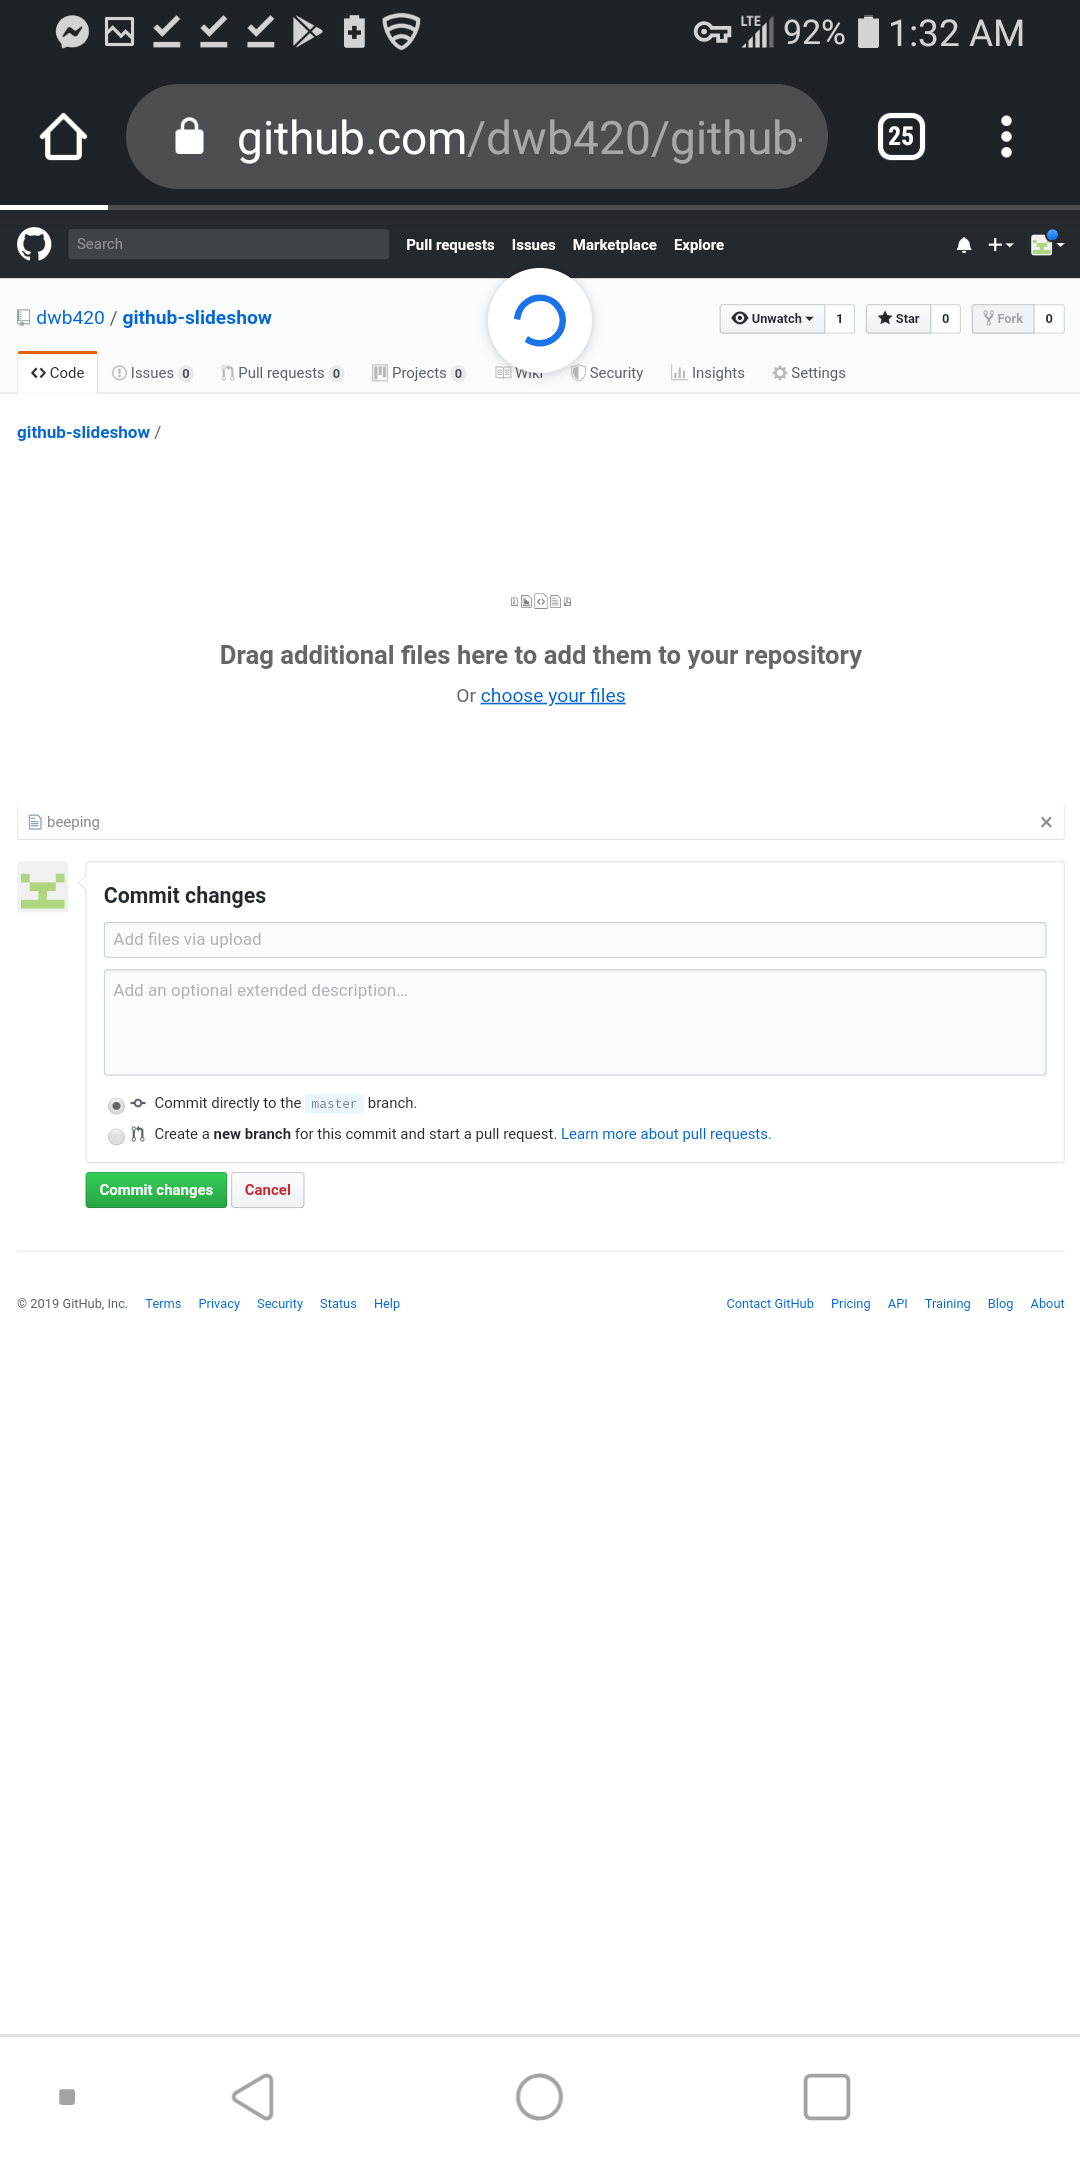 LTE 92% 1:32 AM
github.com/dwb420/github- 25
Search Pull requests Issues Marketplace Explore
dwb420 / github-slideshow Unwatch 1 Star 0 Fork 0
Code Issues 0 Pull requests 0 Projects 0 Wiki Security Insights Settings
github-slideshow /
Drag additional files here to add them to your repository
Or choose your files
beeping
Commit changes
Add files via upload
Add an optional extended description...
Commit directly to the master branch.
Create a new branch for this commit and start a pull request. Learn more about pull requests.
Commit changes Cancel
© 2019 GitHub, Inc. Terms Privacy Security Status Help Contact GitHub Pricing API Training Blog About